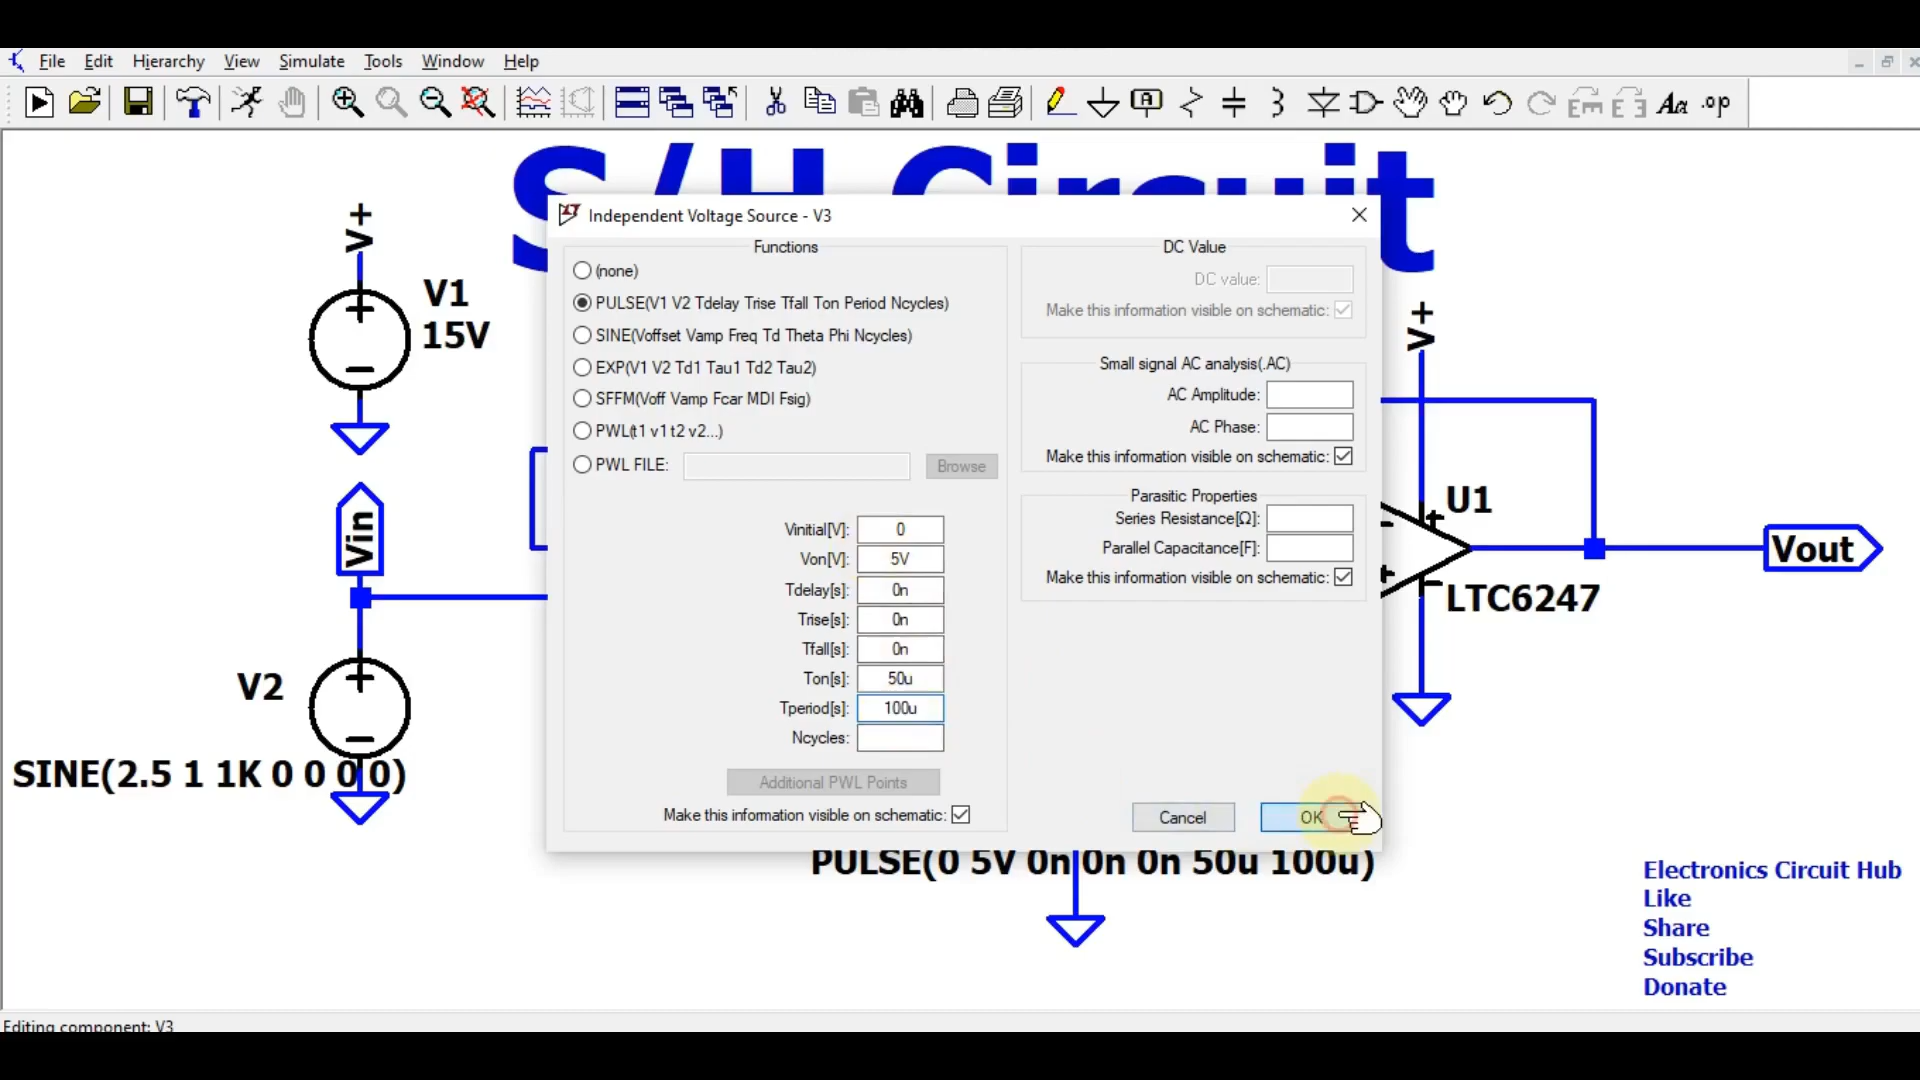 File Edit Hierarchy View Simulate Tools Window Help
A Aa .op
S/H Circuit
Independent Voltage Source - V3
Functions
(none)
PULSE(V1 V2 Tdelay Trise Tfall Ton Period Ncycles)
SINE(Voffset Vamp Freq Td Theta Phi Ncycles)
EXP(V1 V2 Td1 Tau1 Td2 Tau2)
SFFM(Voff Vamp Fcar MDI Fsig)
PWL(t1 v1 t2 v2...)
PWL FILE: Browse
Vinitial[V]: 0
Von[V]: 5V
Tdelay[s]: 0n
Trise[s]: 0n
Tfall[s]: 0n
Ton[s]: 50u
Tperiod[s]: 100u
Ncycles:
Additional PWL Points
Make this information visible on schematic:
DC Value
DC value:
Make this information visible on schematic:
Small signal AC analysis(.AC)
AC Amplitude:
AC Phase:
Make this information visible on schematic:
Parasitic Properties
Series Resistance[Ω]:
Parallel Capacitance[F]:
Make this information visible on schematic:
Cancel OK
V+
V1
15V
Vin
V2
SINE(2.5 1 1K 0 0 0 0)
V+
U1
LTC6247
Vout
PULSE(0 5V 0n 0n 0n 50u 100u)
Electronics Circuit Hub
Like
Share
Subscribe
Donate
Editing component: V3